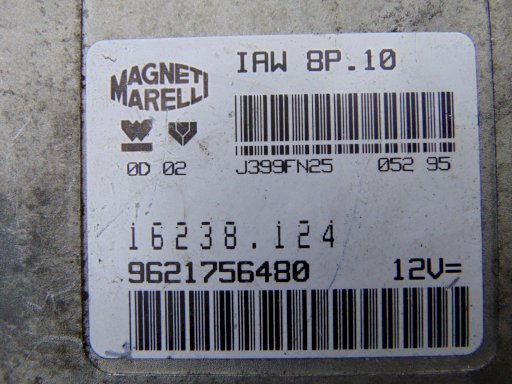 MAGNETI
MARELLI
IAW 8P.10
0D 02
J399FN25 052 95
16238.124
9621756480 12V=